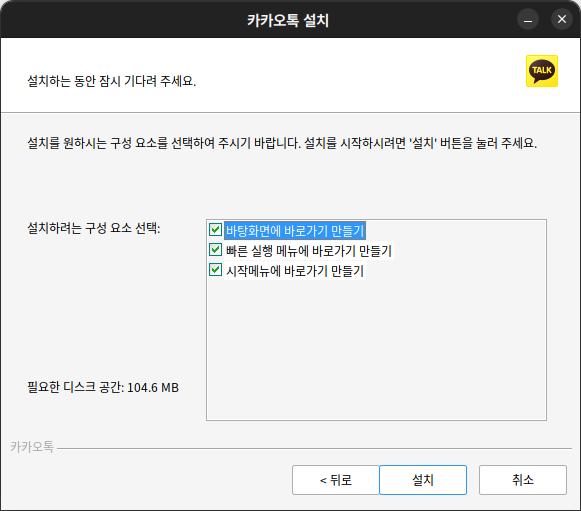 카카오톡 설치
설치하는 동안 잠시 기다려 주세요.
TALK
설치를 원하시는 구성 요소를 선택하여 주시기 바랍니다. 설치를 시작하시려면 '설치' 버튼을 눌러 주세요.
설치하려는 구성 요소 선택:
바탕화면에 바로가기 만들기
빠른 실행 메뉴에 바로가기 만들기
시작메뉴에 바로가기 만들기
필요한 디스크 공간: 104.6 MB
카카오톡
< 뒤로
설치
취소